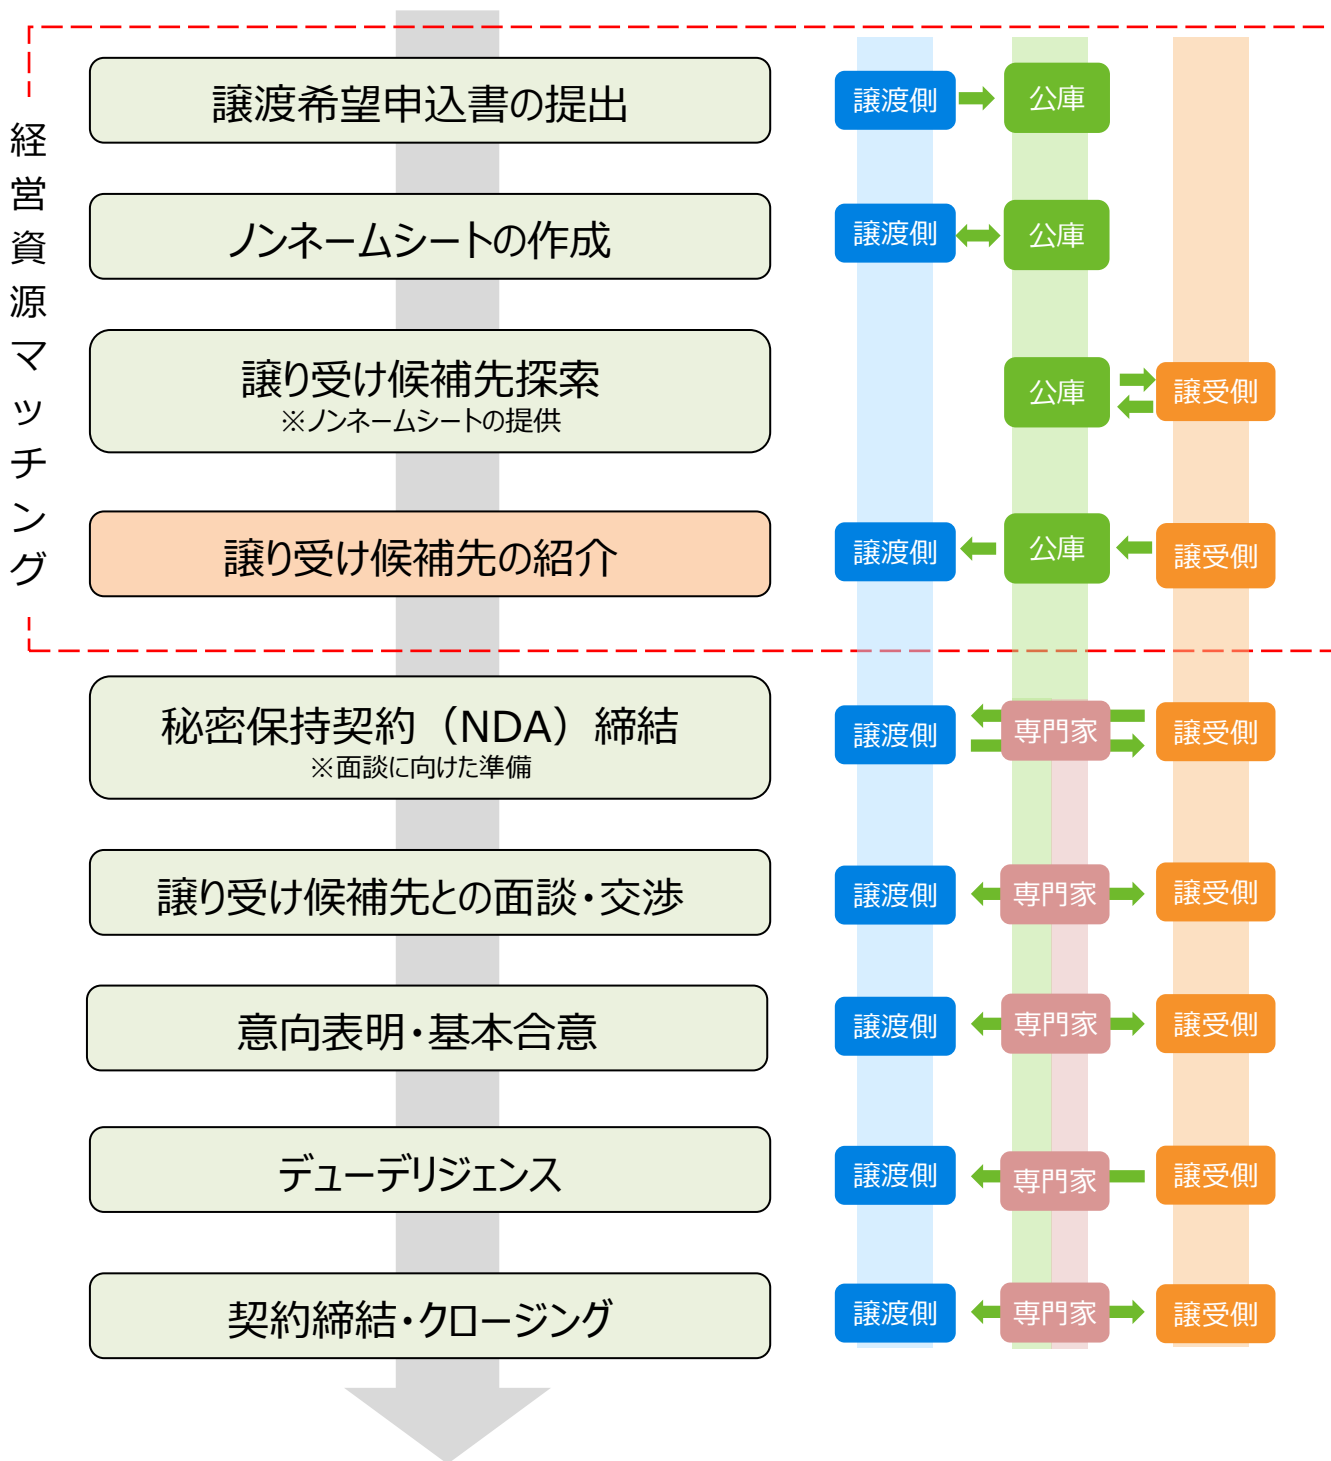 経営資源マッチング
譲渡希望申込書の提出
譲渡側
公庫
ノンネームシートの作成
譲渡側
公庫
譲り受け候補先探索
※ノンネームシートの提供
公庫
譲受側
譲り受け候補先の紹介
譲渡側
公庫
譲受側
秘密保持契約（NDA）締結
※面談に向けた準備
譲渡側
専門家
譲受側
譲り受け候補先との面談・交渉
譲渡側
専門家
譲受側
意向表明・基本合意
譲渡側
専門家
譲受側
デューデリジェンス
譲渡側
専門家
譲受側
契約締結・クロージング
譲渡側
専門家
譲受側